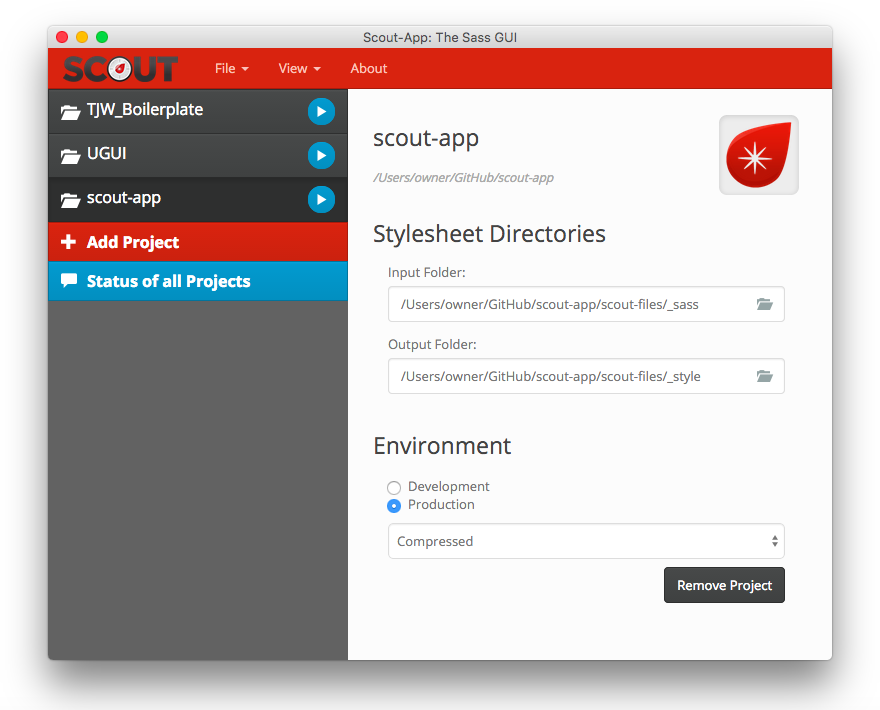 Scout-App: The Sass GUI
SCOUT File View About
TJW_Boilerplate
UGUI
scout-app
Add Project
Status of all Projects
scout-app
/Users/owner/GitHub/scout-app
Stylesheet Directories
Input Folder:
/Users/owner/GitHub/scout-app/scout-files/_sass
Output Folder:
/Users/owner/GitHub/scout-app/scout-files/_style
Environment
Development
Production
Compressed
Remove Project